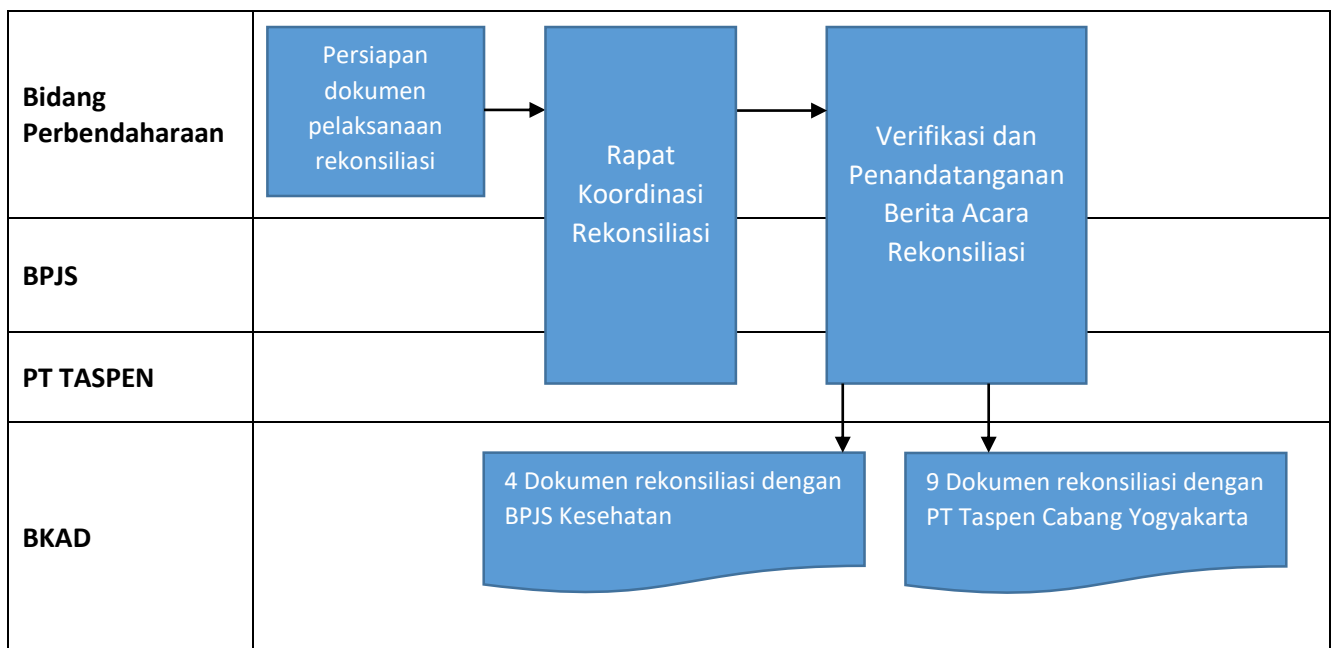 Bidang
Perbendaharaan
Persiapan
dokumen
pelaksanaan
rekonsiliasi
Rapat
Koordinasi
Rekonsiliasi
Verifikasi dan
Penandatanganan
Berita Acara
Rekonsiliasi
BPJS
PT TASPEN
BKAD
4 Dokumen rekonsiliasi dengan
BPJS Kesehatan
9 Dokumen rekonsiliasi dengan
PT Taspen Cabang Yogyakarta